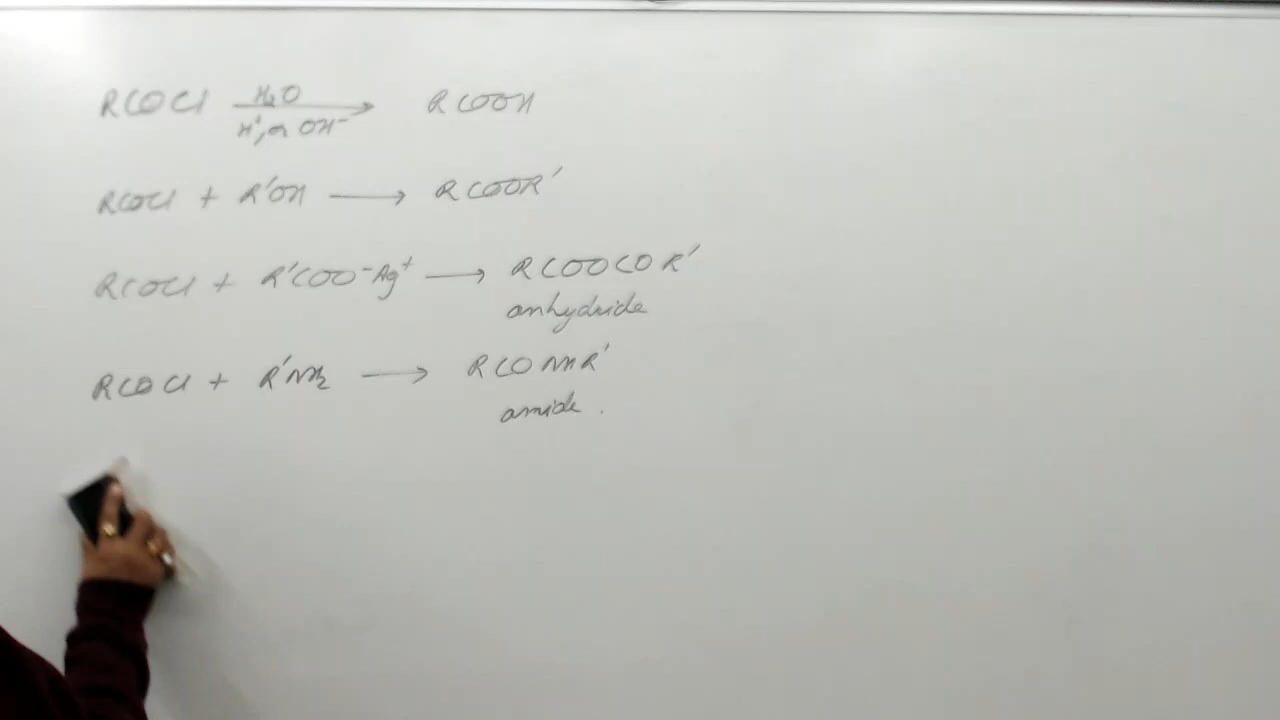 RCOCl H2O H+, or OH- → RCOOH
RCOCl + R'OH → RCOOR'
RCOCl + R'COO-Ag+ → RCOOCOR'
anhydride
RCOCl + R'NH2 → RCONHR'
amide.